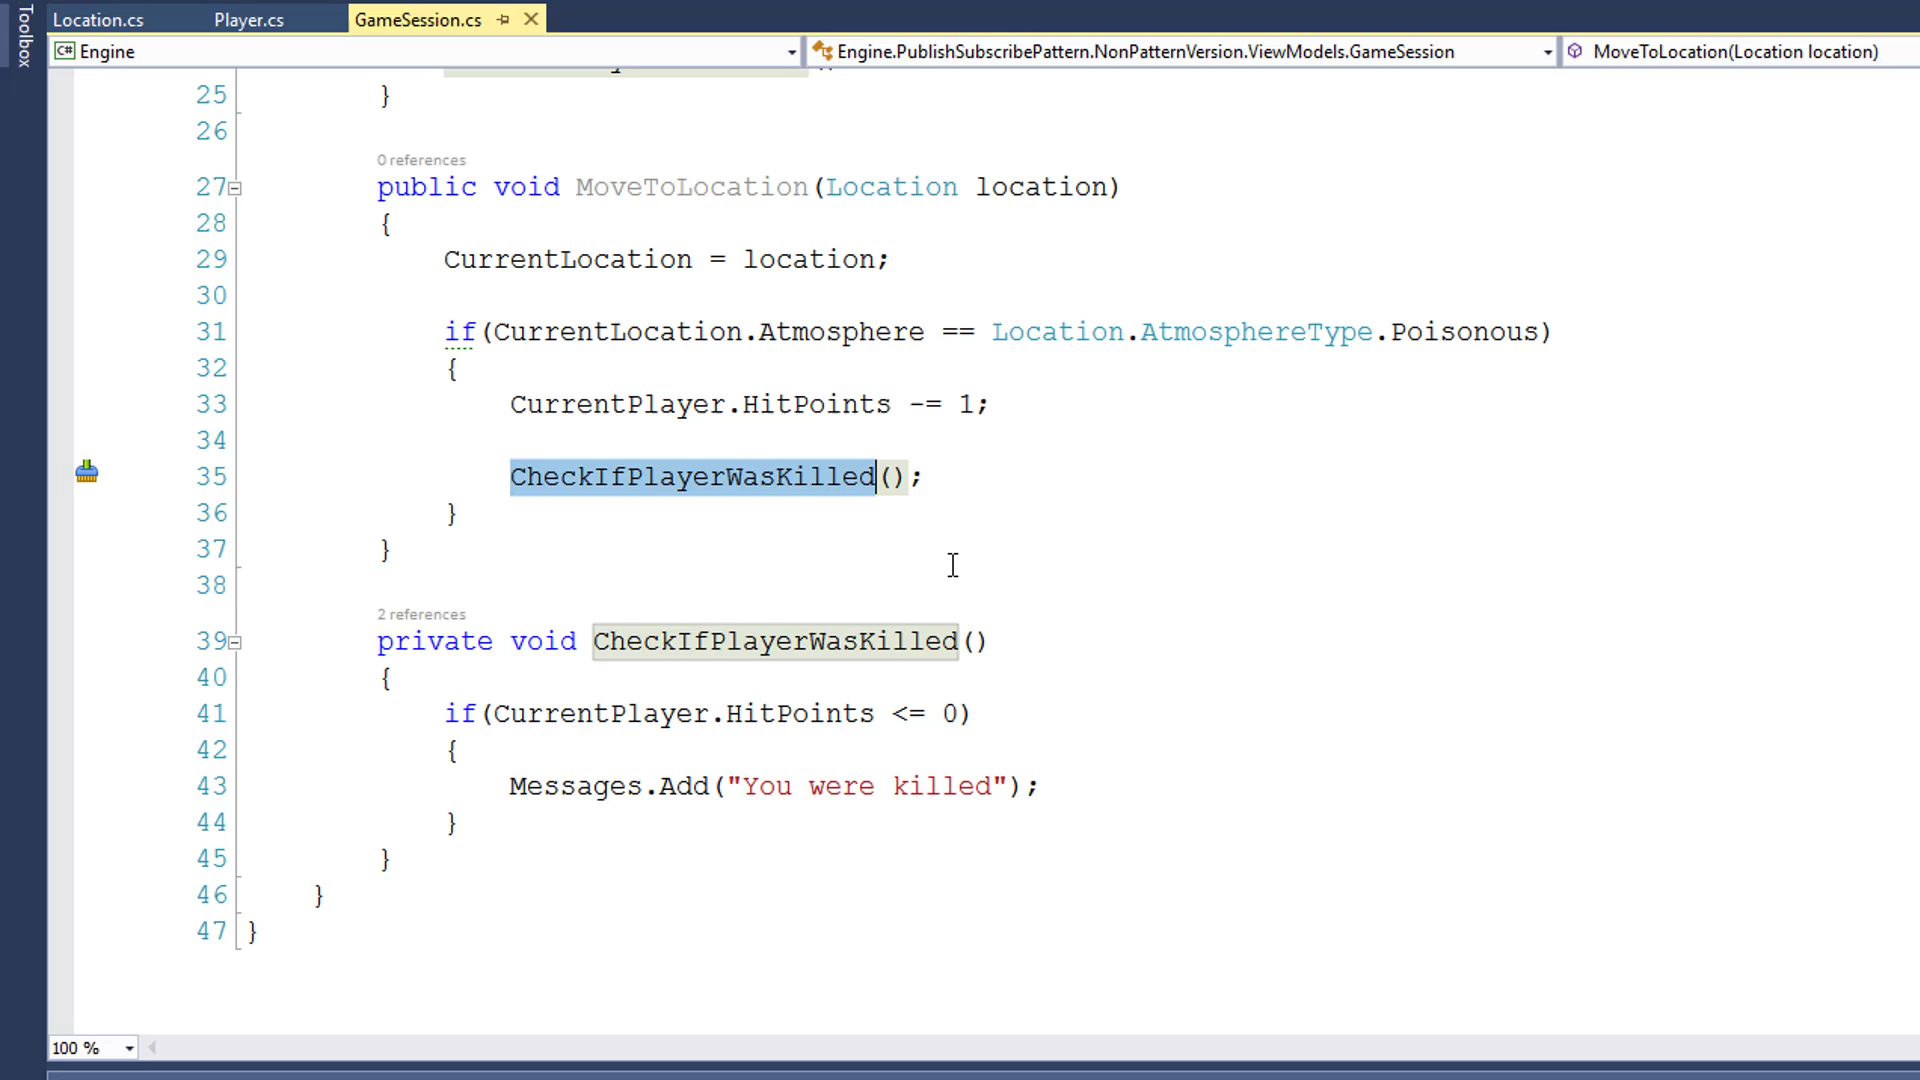 Toolbox
Location.cs Player.cs GameSession.cs
C# Engine Engine.PublishSubscribePattern.NonPatternVersion.ViewModels.GameSession MoveToLocation(Location location)
25 }
26
0 references
27 public void MoveToLocation(Location location)
28 {
29 CurrentLocation = location;
30
31 if(CurrentLocation.Atmosphere == Location.AtmosphereType.Poisonous)
32 {
33 CurrentPlayer.HitPoints -= 1;
34
35 CheckIfPlayerWasKilled();
36 }
37 }
38
2 references
39 private void CheckIfPlayerWasKilled()
40 {
41 if(CurrentPlayer.HitPoints <= 0)
42 {
43 Messages.Add("You were killed");
44 }
45 }
46 }
47 }
100 %